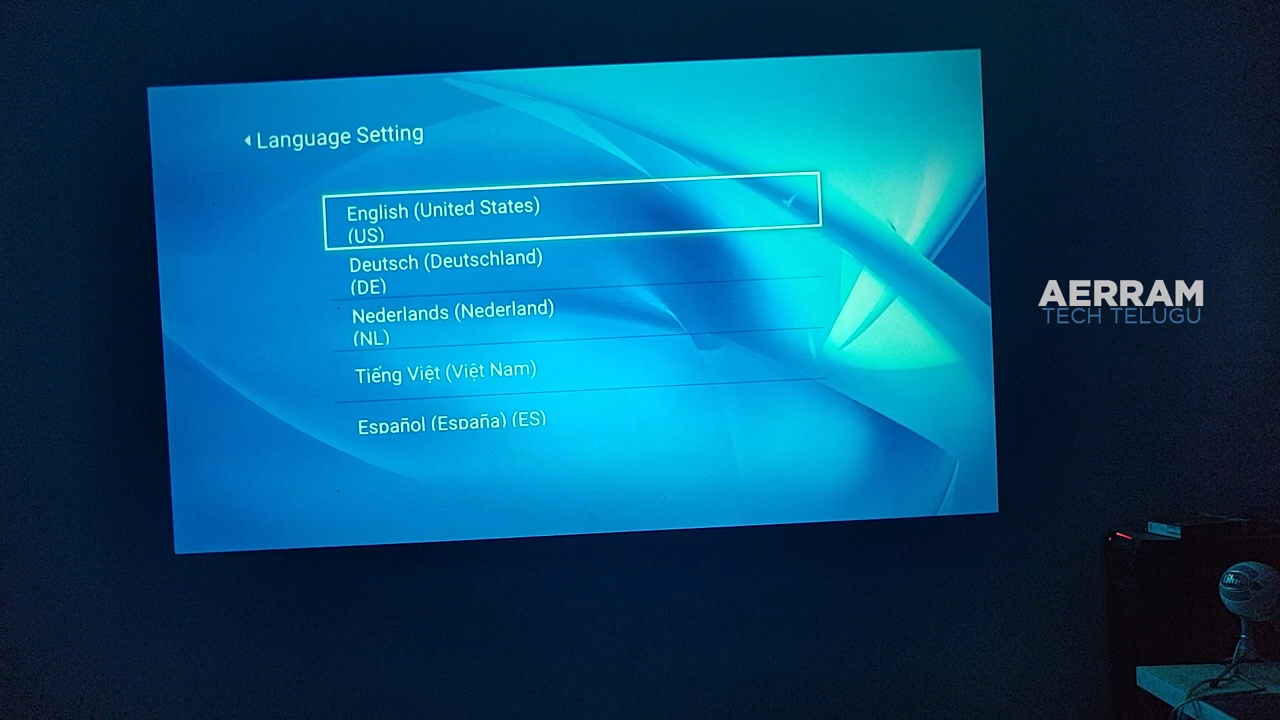 Language Setting
English (United States)
(US)
Deutsch (Deutschland)
(DE)
Nederlands (Nederland)
(NL)
Tiếng Việt (Việt Nam)
Español (España) (ES)
AERRAM
TECH TELUGU